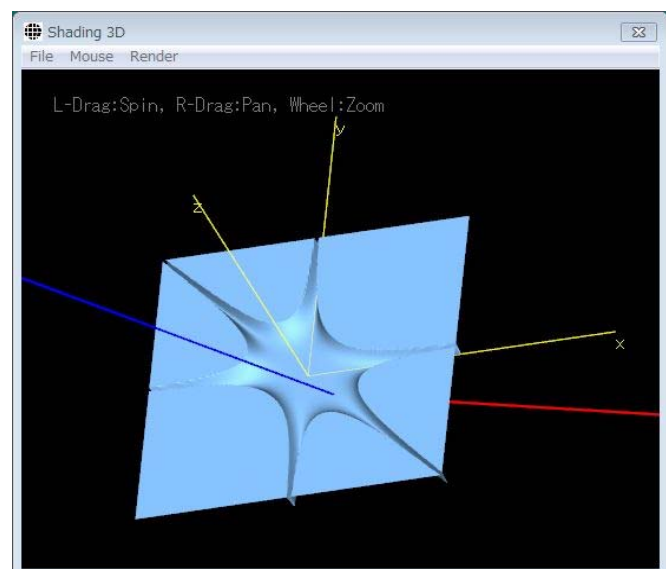 Shading 3D
File Mouse Render
L-Drag:Spin, R-Drag:Pan, Wheel:Zoom
y
z
x